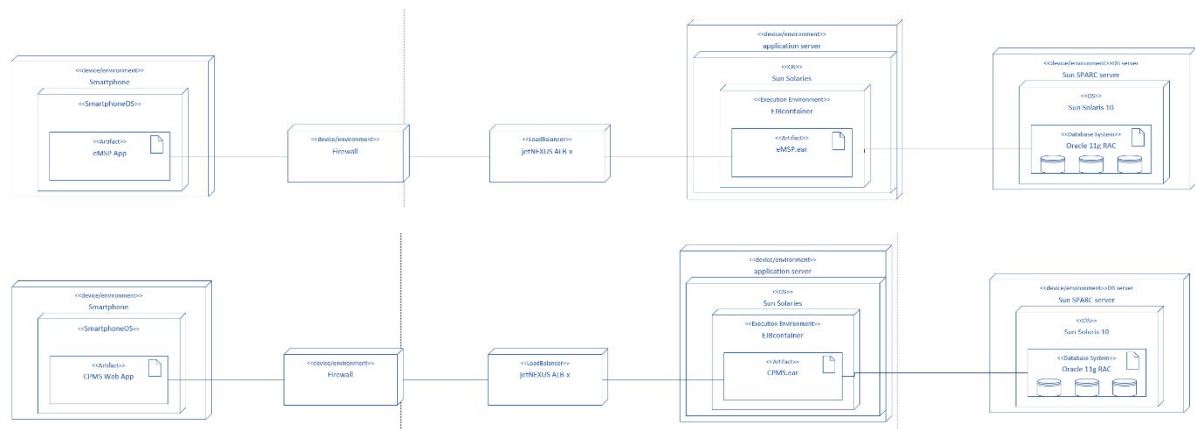 <<device/environment>>
Smartphone
<<SmartphoneOS>>
<<Artifact>>
eMSP App
<<device/environment>>
Firewall
<<LoadBalancer>>
jetNEXUS ALB-x
<<device/environment>>
application server
<<OS>>
Sun Solaries
<<Execution Environment>>
EJBcontainer
<<Artifact>>
eMSP.ear
<<device/environment>>DB server
Sun SPARC server
<<OS>>
Sun Solaris 10
<<Database System>>
Oracle 11g RAC
<<device/environment>>
Smartphone
<<SmartphoneOS>>
<<Artifact>>
CPMS Web App
<<device/environment>>
Firewall
<<LoadBalancer>>
jetNEXUS ALB-x
<<device/environment>>
application server
<<OS>>
Sun Solaries
<<Execution Environment>>
EJBcontainer
<<Artifact>>
CPMS.ear
<<device/environment>>DB server
Sun SPARC server
<<OS>>
Sun Solaris 10
<<Database System>>
Oracle 11g RAC